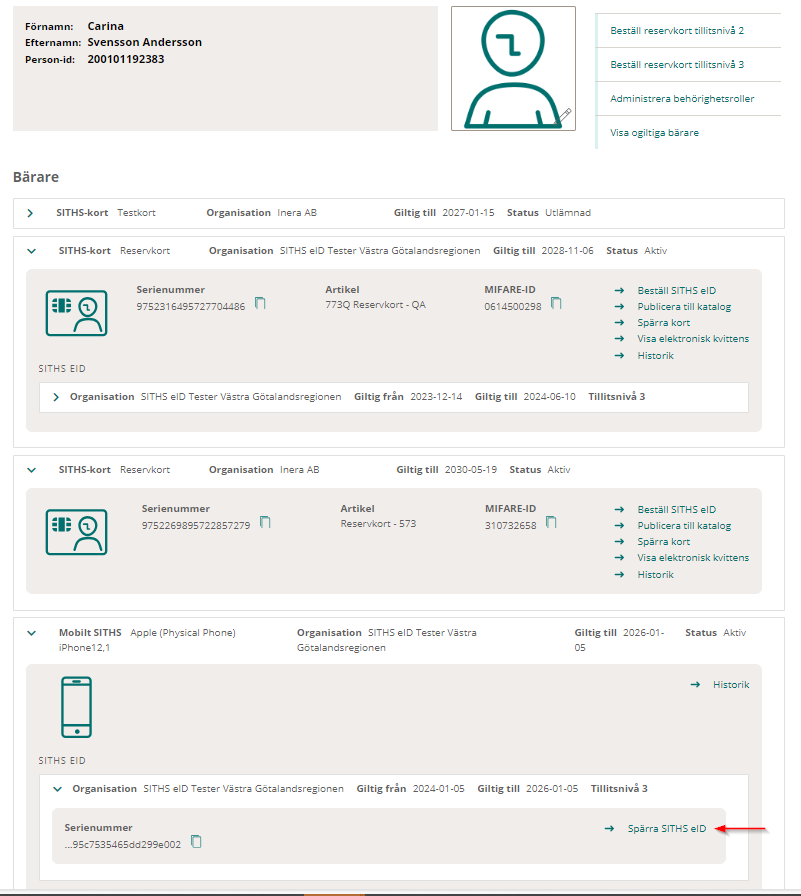 Förnamn: Carina
Efternamn: Svensson Andersson
Person-id: 200101192383
Beställ reservkort tillitsnivå 2
Beställ reservkort tillitsnivå 3
Administrera behörighetsroller
Visa ogiltiga bärare
Bärare
SITHS-kort Testkort Organisation Inera AB Giltig till 2027-01-15 Status Utlämnad
SITHS-kort Reservkort Organisation SITHS eID Tester Västra Götalandsregionen Giltig till 2028-11-06 Status Aktiv
Serienummer Artikel MIFARE-ID
9752316495727704486 773Q Reservkort - QA 0614500298
Beställ SITHS eID
Publicera till katalog
Spärra kort
Visa elektronisk kvittens
Historik
SITHS EID
Organisation SITHS eID Tester Västra Götalandsregionen Giltig från 2023-12-14 Giltig till 2024-06-10 Tillitsnivå 3
SITHS-kort Reservkort Organisation Inera AB Giltig till 2030-05-19 Status Aktiv
Serienummer Artikel MIFARE-ID
9752269895722857279 Reservkort - 573 310732658
Beställ SITHS eID
Publicera till katalog
Spärra kort
Visa elektronisk kvittens
Historik
Mobilt SITHS Apple (Physical Phone) Organisation SITHS eID Tester Västra Giltig till 2026-01- Status Aktiv
iPhone12,1 Götalandsregionen 05
Historik
SITHS EID
Organisation SITHS eID Tester Västra Götalandsregionen Giltig från 2024-01-05 Giltig till 2026-01-05 Tillitsnivå 3
Serienummer
...95c7535465dd299e002
Spärra SITHS eID